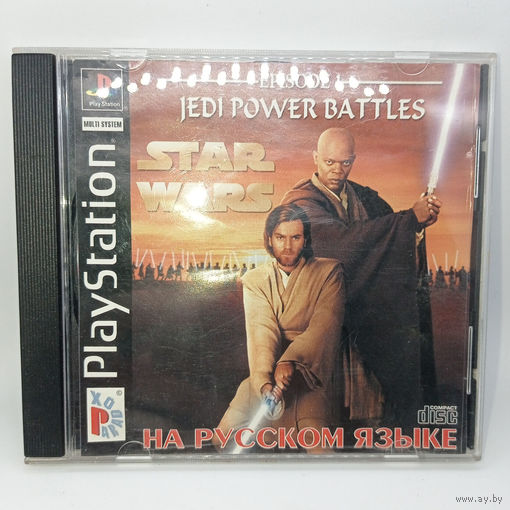 EPISODE I
JEDI POWER BATTLES
STAR
WARS
PlayStation
MULTI SYSTEM
PlayStation
COMPACT
disc
НА РУССКОМ ЯЗЫКЕ
www.ay.by